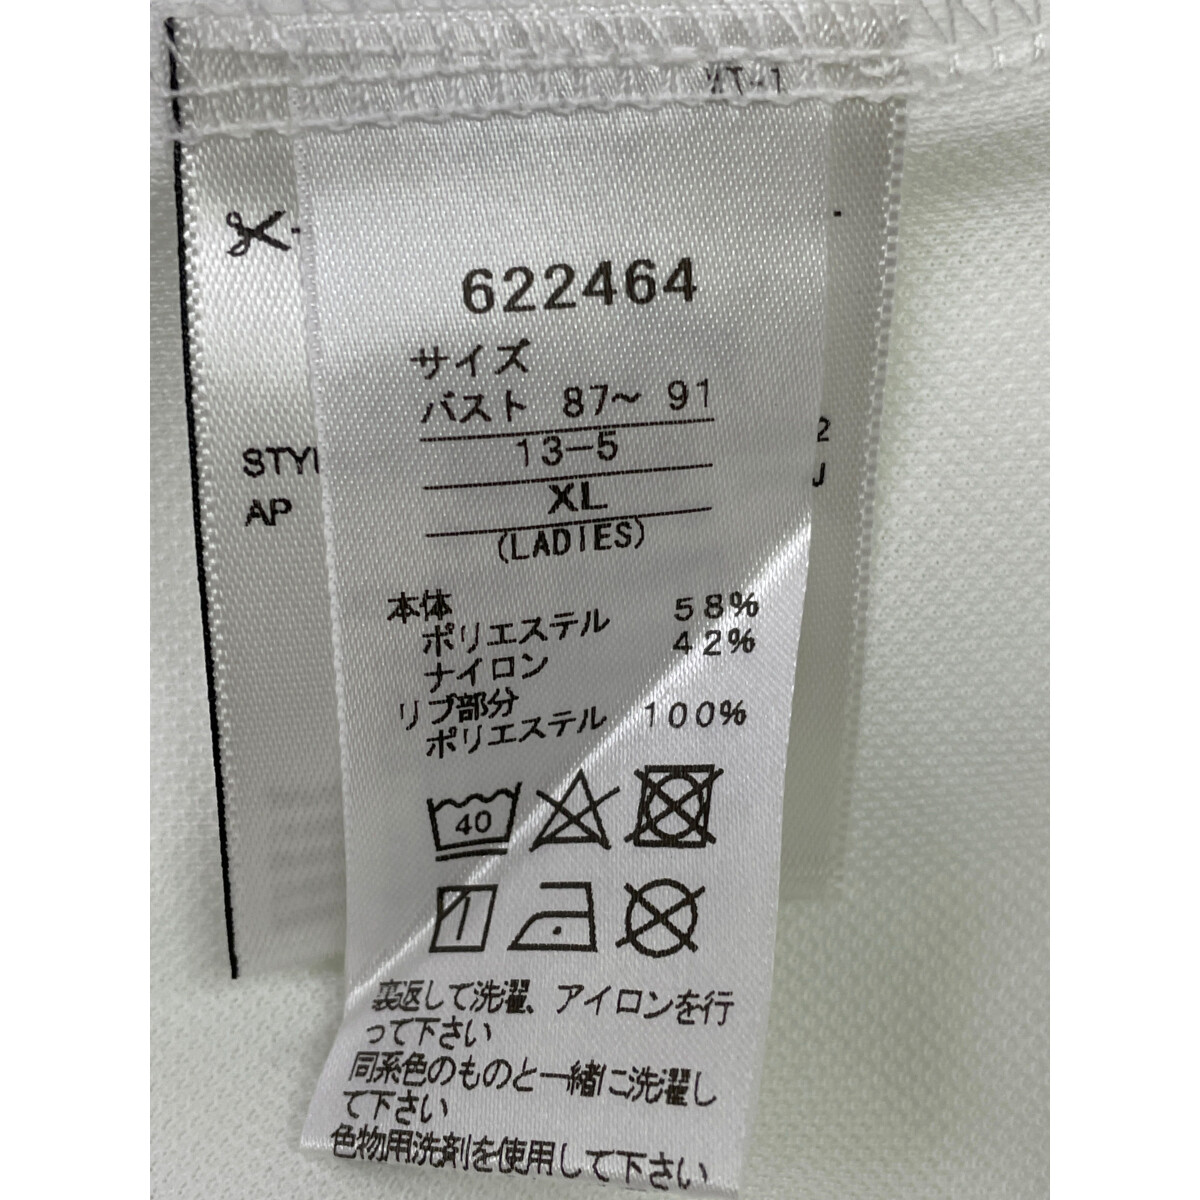 622464
サイズ
バスト 87～ 91
13-5
XL
(LADIES)
STYL
AP
2
J
本体
ポリエステル 58%
ナイロン 42%
リブ部分
ポリエステル 100%
40
裏返して洗濯、アイロンを行
って下さい
同系色のものと一緒に洗濯し
て下さい
色物用洗剤を使用して下さい